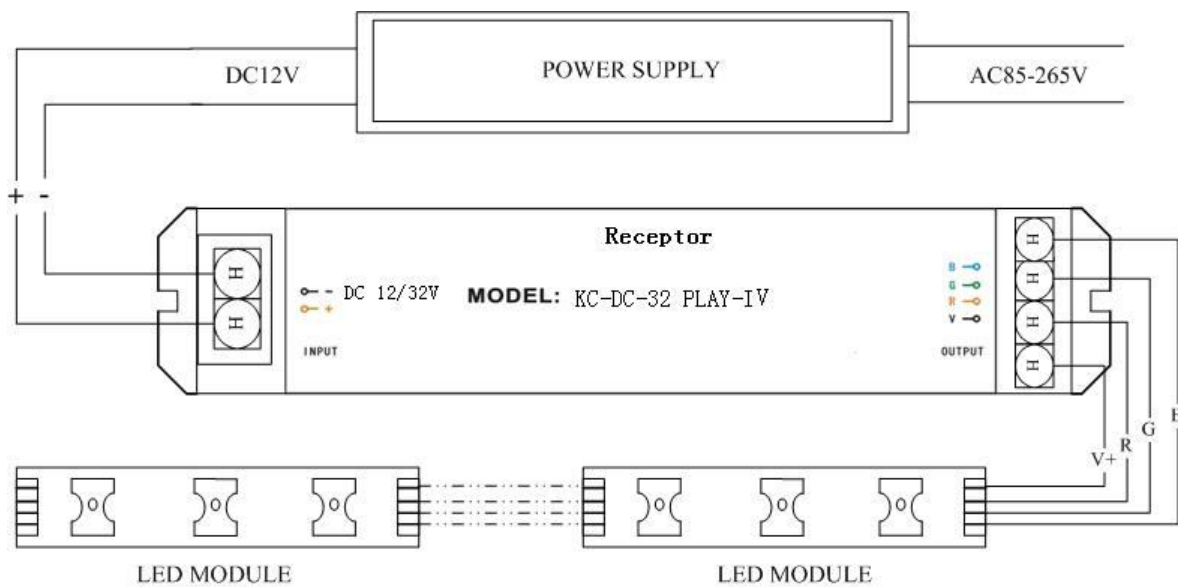 DC12V
POWER SUPPLY
AC85-265V
+ -
Receptor
- DC 12/32V
+
INPUT
MODEL: KC-DC-32 PLAY-IV
B
G
R
V
OUTPUT
H
H
H
H
H
H
V+
R
G
B
LED MODULE
LED MODULE